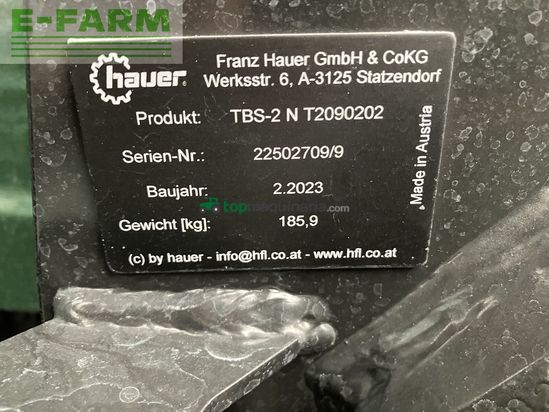 E-FARM
hauer
Franz Hauer GmbH & CoKG
Werksstr. 6, A-3125 Statzendorf
Produkt: TBS-2 N T2090202
Serien-Nr.: 22502709/9
Baujahr: 2.2023
topmaquinaria.com
Gewicht [kg]: 185,9
(c) by hauer - info@hfl.co.at - www.hfl.co.at
Made in Austria